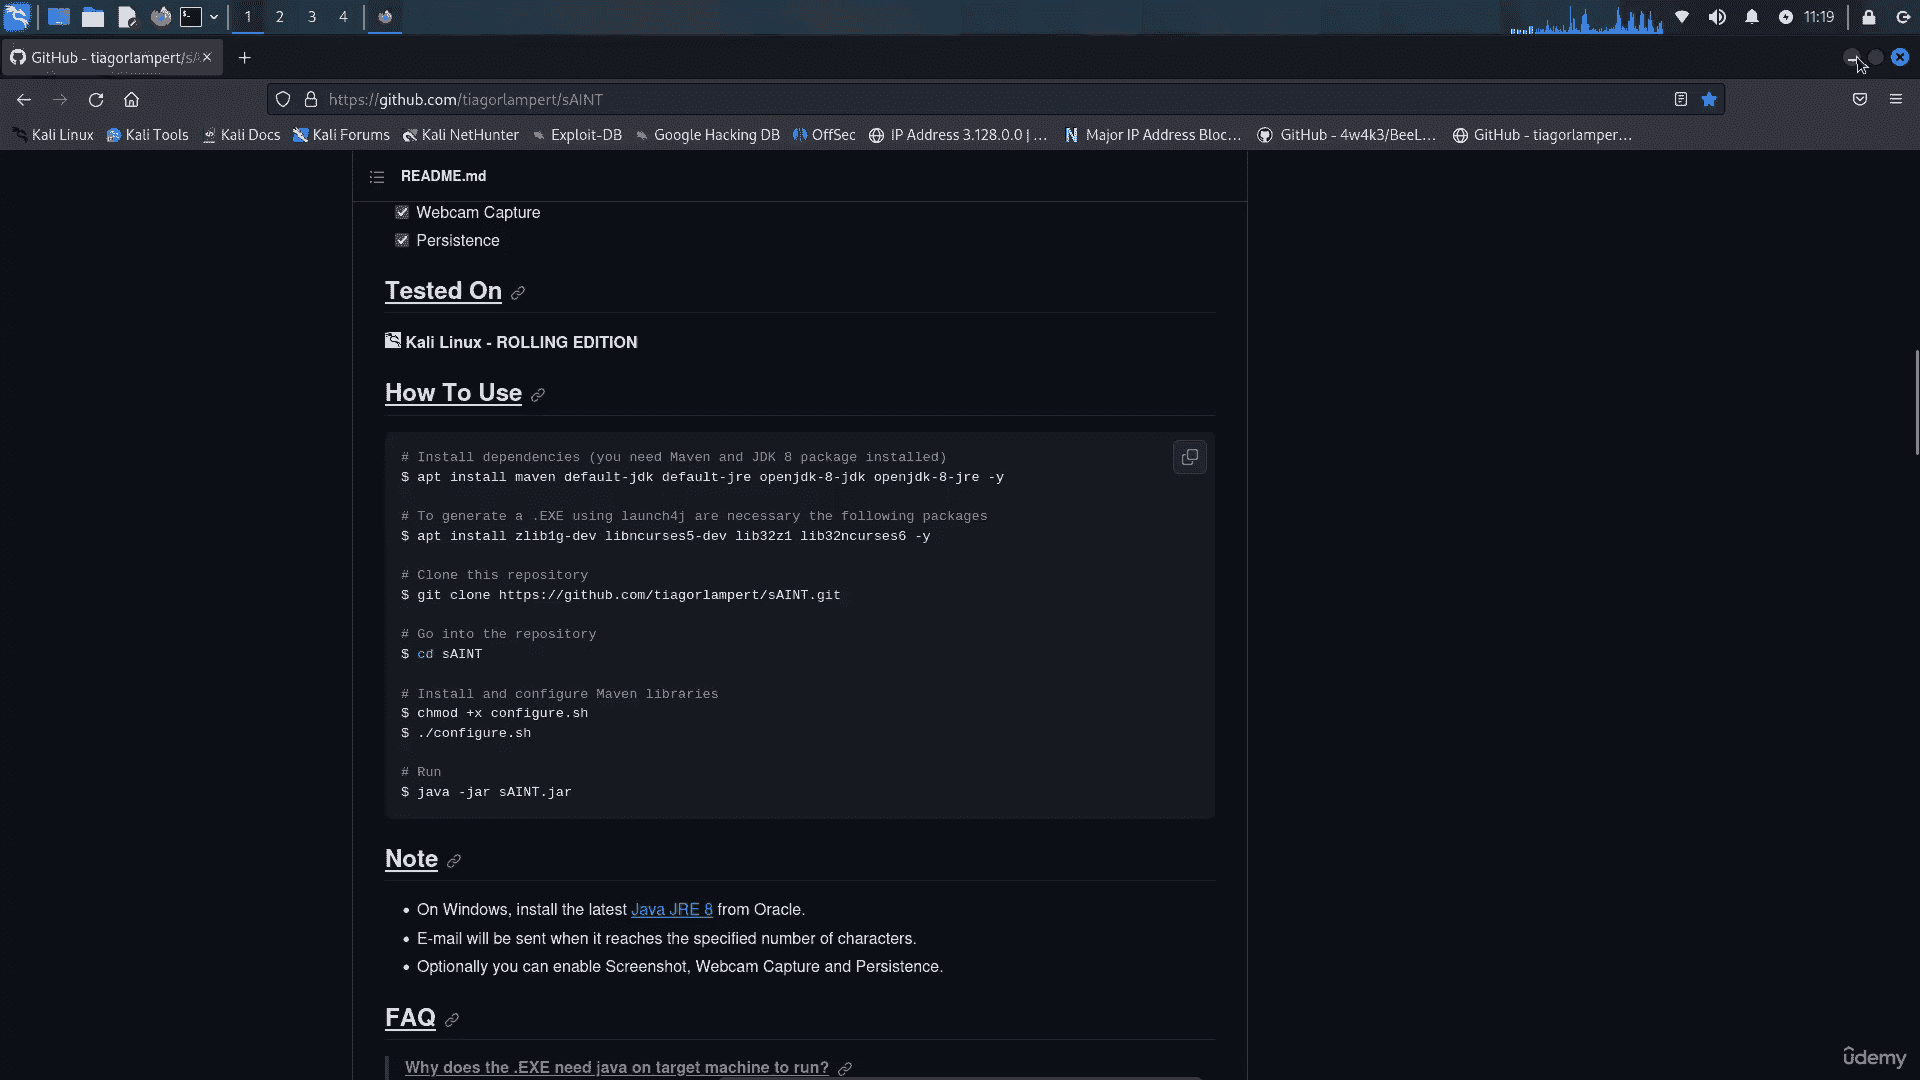 1 2 3 4 11:19
GitHub - tiagorlampert/sA
https://github.com/tiagorlampert/sAINT
Kali Linux Kali Tools Kali Docs Kali Forums Kali NetHunter Exploit-DB Google Hacking DB OffSec IP Address 3.128.0.0 | ... Major IP Address Bloc... GitHub - 4w4k3/BeeL... GitHub - tiagorlamper...
README.md
Webcam Capture
Persistence
Tested On
Kali Linux - ROLLING EDITION
How To Use
# Install dependencies (you need Maven and JDK 8 package installed)
$ apt install maven default-jdk default-jre openjdk-8-jdk openjdk-8-jre -y
# To generate a .EXE using launch4j are necessary the following packages
$ apt install zlib1g-dev libncurses5-dev lib32z1 lib32ncurses6 -y
# Clone this repository
$ git clone https://github.com/tiagorlampert/sAINT.git
# Go into the repository
$ cd sAINT
# Install and configure Maven libraries
$ chmod +x configure.sh
$ ./configure.sh
# Run
$ java -jar sAINT.jar
Note
• On Windows, install the latest Java JRE 8 from Oracle.
• E-mail will be sent when it reaches the specified number of characters.
• Optionally you can enable Screenshot, Webcam Capture and Persistence.
FAQ
Why does the .EXE need java on target machine to run?
ûdemy